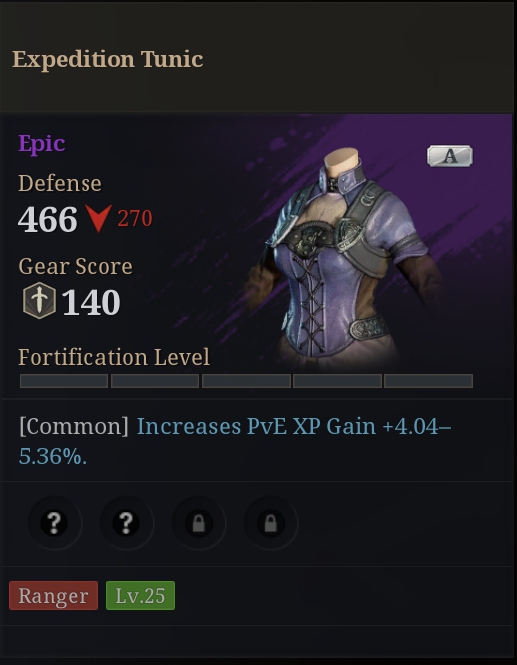 Expedition Tunic
Epic
A
Defense
466 270
Gear Score
140
Fortification Level
[Common] Increases PvE XP Gain +4.04–
5.36%.
? ?
Ranger Lv.25